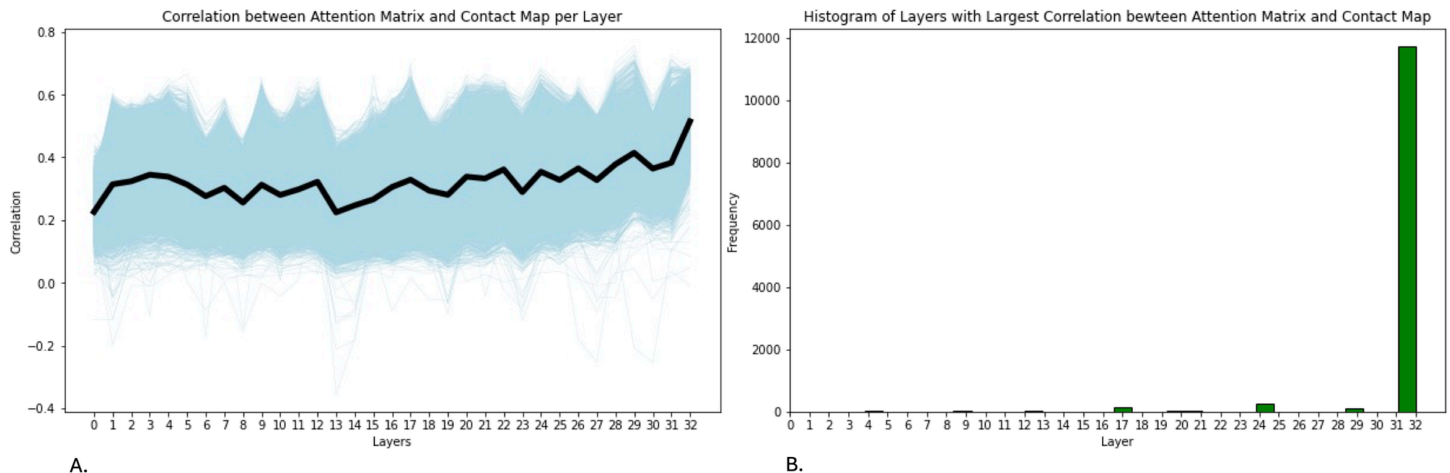 Correlation between Attention Matrix and Contact Map per Layer
0.8
0.6
0.4
0.2
0.0
−0.2
−0.4
Correlation
0 1 2 3 4 5 6 7 8 9 10 11 12 13 14 15 16 17 18 19 20 21 22 23 24 25 26 27 28 29 30 31 32
Layers
A.
Histogram of Layers with Largest Correlation bewteen Attention Matrix and Contact Map
12000
10000
8000
6000
4000
2000
0
Frequency
0 1 2 3 4 5 6 7 8 9 10 11 12 13 14 15 16 17 18 19 20 21 22 23 24 25 26 27 28 29 30 31 32
Layer
B.